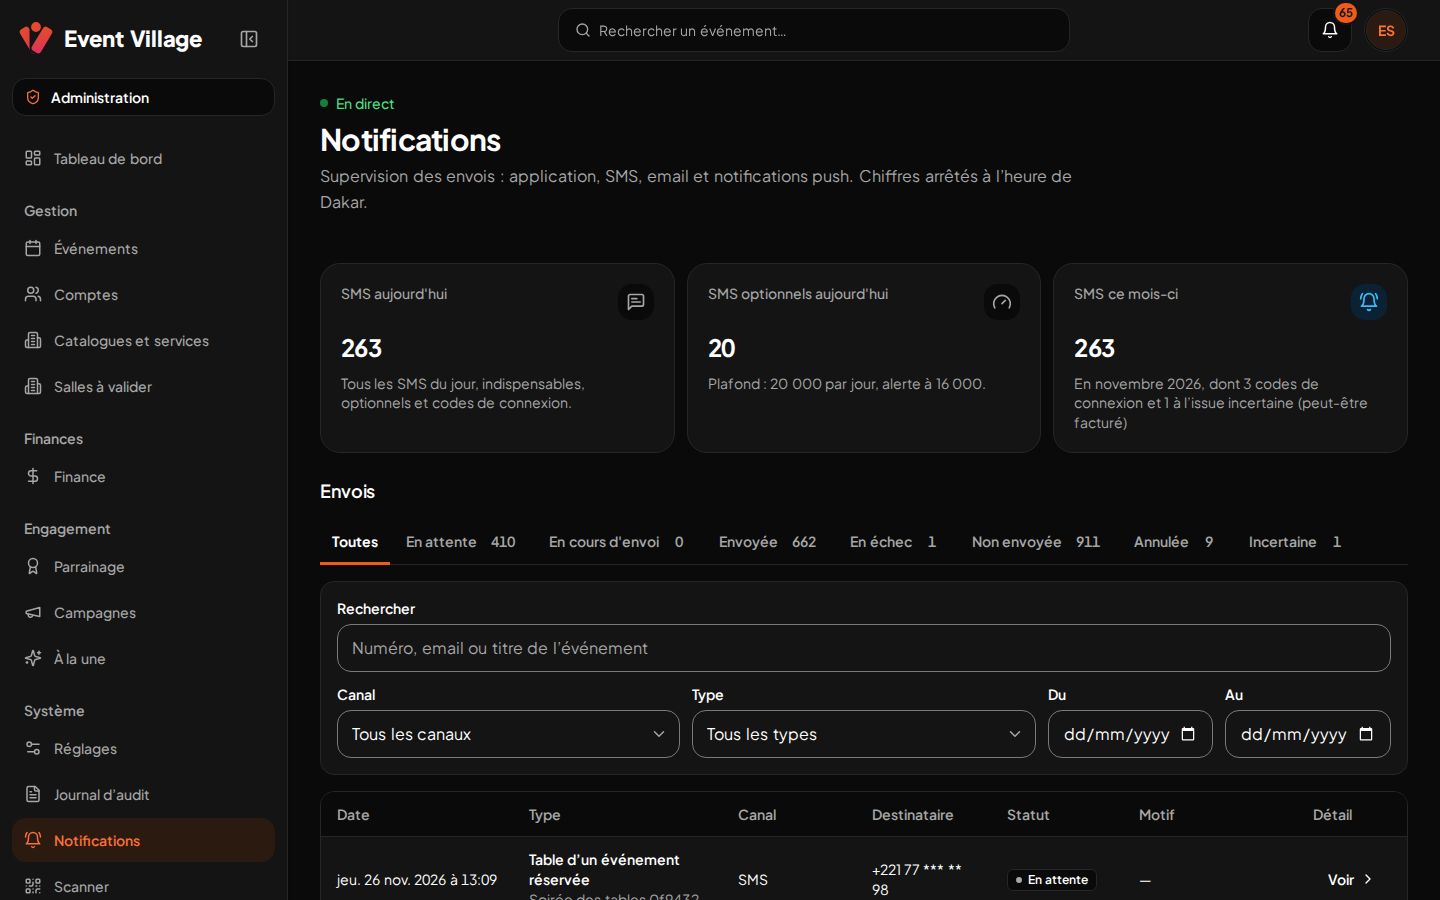 Event Village
Rechercher un événement...
65
ES
Administration
Tableau de bord
Gestion
Événements
Comptes
Catalogues et services
Salles à valider
Finances
Finance
Engagement
Parrainage
Campagnes
À la une
Système
Réglages
Journal d'audit
Notifications
Scanner
En direct
Notifications
Supervision des envois : application, SMS, email et notifications push. Chiffres arrêtés à l'heure de
Dakar.
SMS aujourd'hui
263
Tous les SMS du jour, indispensables,
optionnels et codes de connexion.
SMS optionnels aujourd'hui
20
Plafond : 20 000 par jour, alerte à 16 000.
SMS ce mois-ci
263
En novembre 2026, dont 3 codes de
connexion et 1 à l'issue incertaine (peut-être
facturé)
Envois
Toutes En attente 410 En cours d'envoi 0 Envoyée 662 En échec 1 Non envoyée 911 Annulée 9 Incertaine 1
Rechercher
Numéro, email ou titre de l'événement
Canal Type Du Au
Tous les canaux Tous les types dd/mm/yyyy dd/mm/yyyy
Date Type Canal Destinataire Statut Motif Détail
Table d'un événement
réservée
Soirée des tables 0f9432
jeu. 26 nov. 2026 à 13:09
SMS
+221 77 *** **
98
En attente
—
Voir